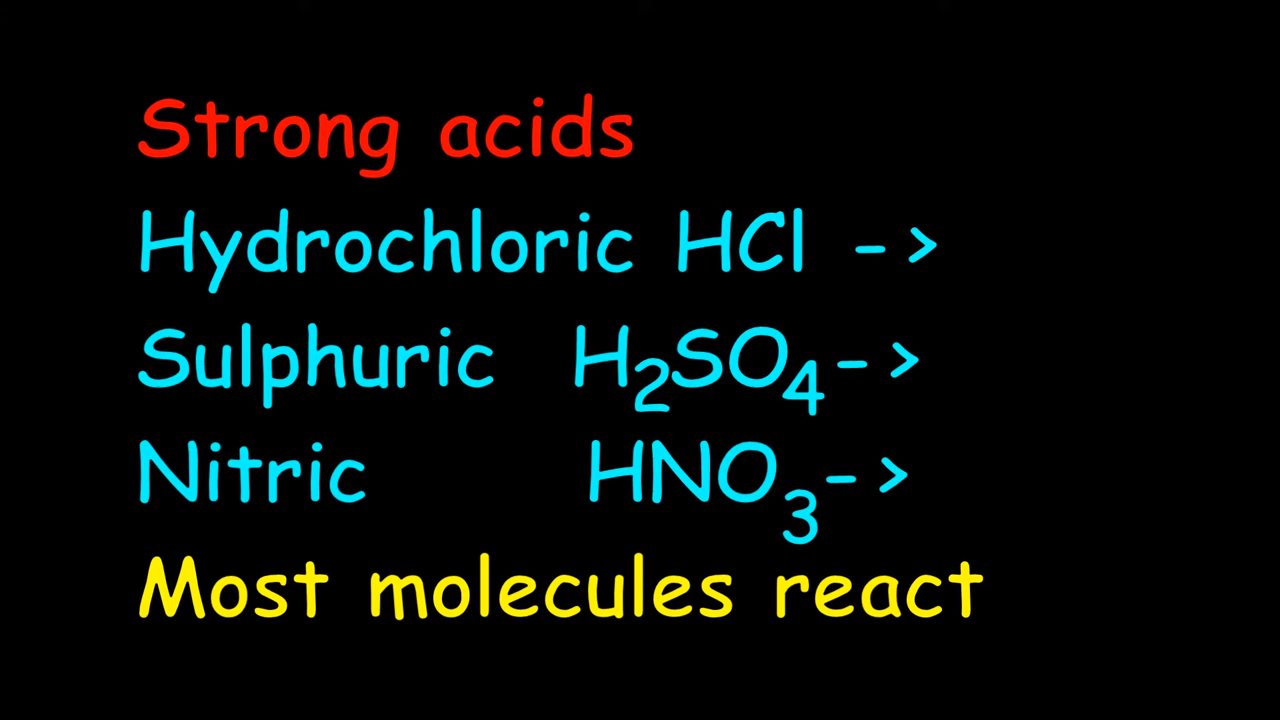 Strong acids
Hydrochloric HCl ->
Sulphuric H₂SO₄->
Nitric HNO₃->
Most molecules react